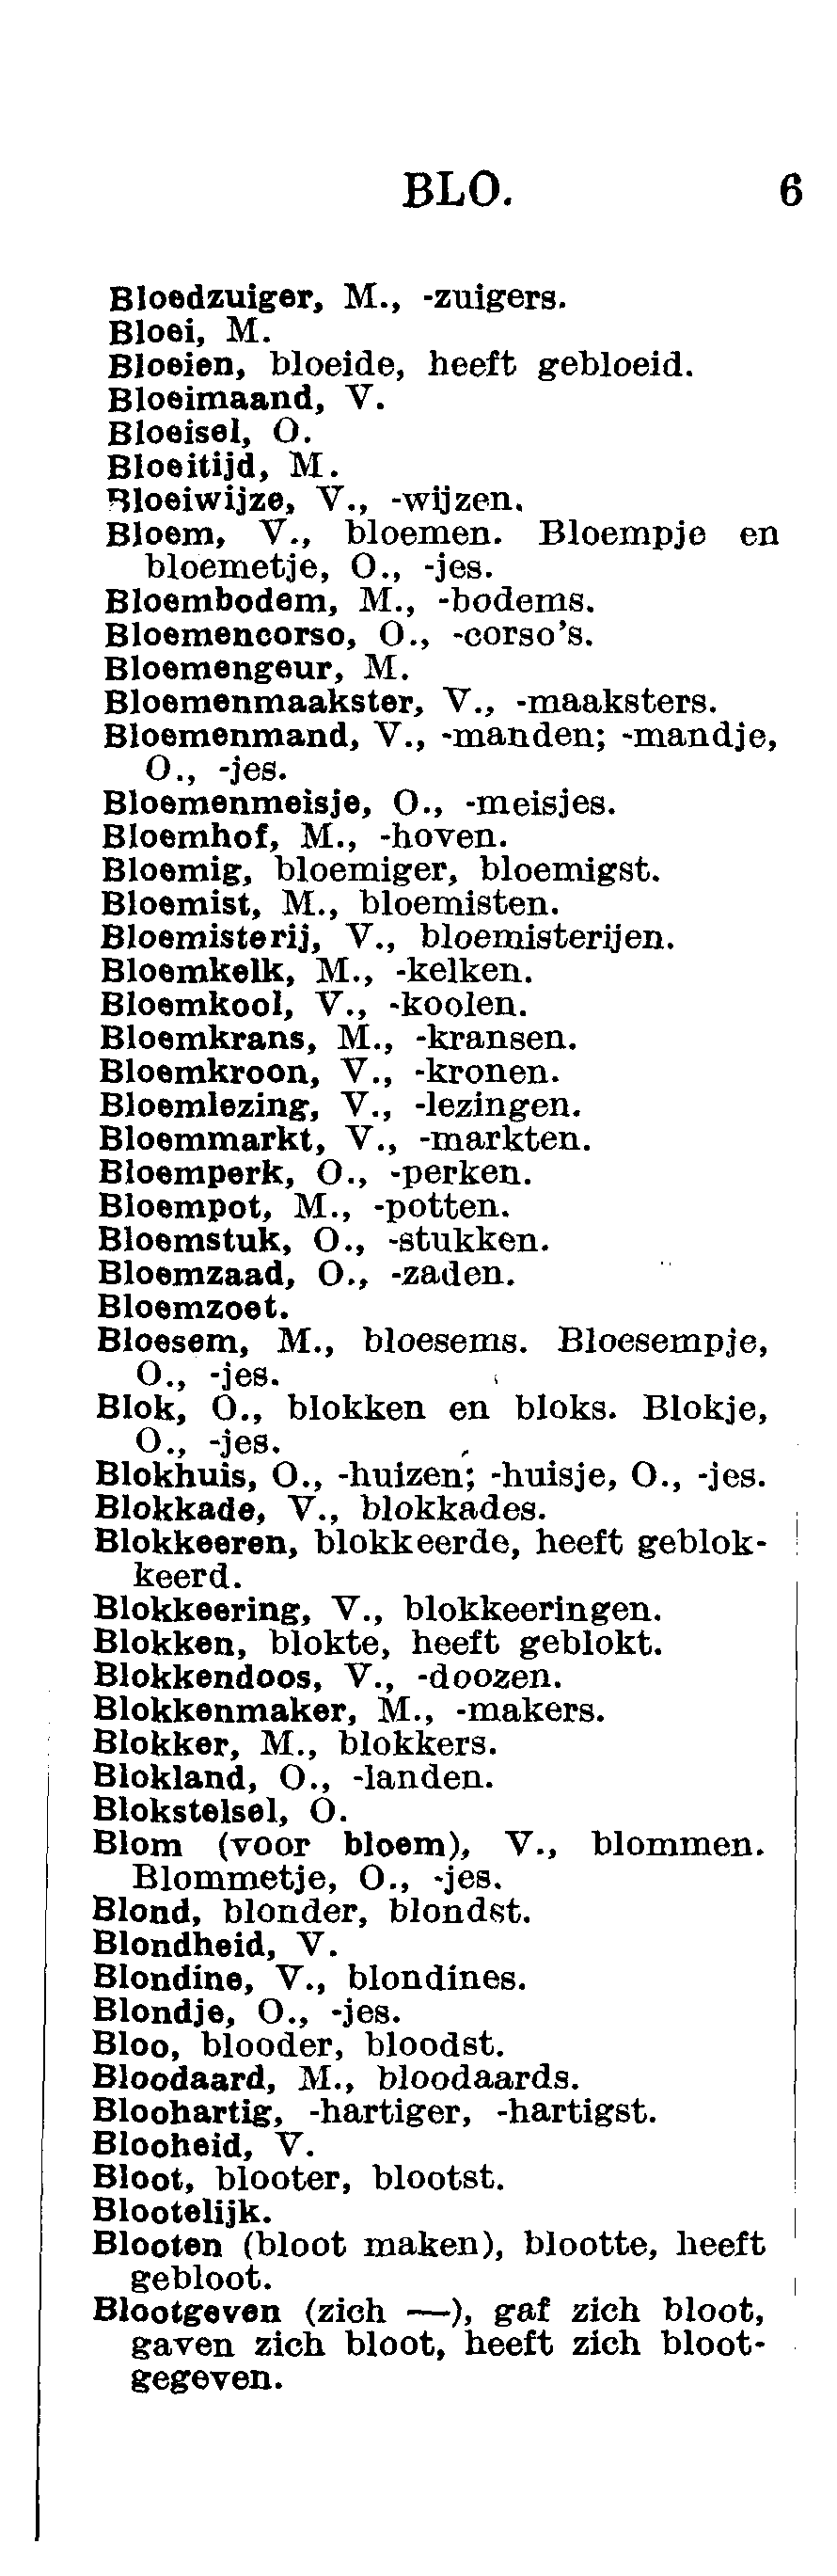 BLO. 6
Bloedzuiger, M., -zuigers.
Bloei, M.
Bloeien, bloeide, heeft gebloeid.
Bloeimaand, V.
Bloeisel, O.
Bloeitijd, M.
Bloeiwijze, V., -wijzen.
Bloem, V., bloemen. Bloempje en
bloemetje, O., -jes.
Bloembodem, M., -bodems.
Bloemencorso, O., -corso's.
Bloemengeur, M.
Bloemenmaakster, V., -maaksters.
Bloemenmand, V., -manden; -mandje,
O., -jes.
Bloemenmeisje, O., -meisjes.
Bloemhof, M., -hoven.
Bloemig, bloemiger, bloemigst.
Bloemist, M., bloemisten.
Bloemisterij, V., bloemisterijen.
Bloemkelk, M., -kelken.
Bloemkool, V., -koolen.
Bloemkrans, M., -kransen.
Bloemkroon, V., -kronen.
Bloemlezing, V., -lezingen.
Bloemmarkt, V., -markten.
Bloemperk, O., -perken.
Bloempot, M., -potten.
Bloemstuk, O., -stukken.
Bloemzaad, O., -zaden.
Bloemzoet.
Bloesem, M., bloesems. Bloesempje,
O., -jes.
Blok, O., blokken en bloks. Blokje,
O., -jes.
Blokhuis, O., -huizen; -huisje, O., -jes.
Blokkade, V., blokkades.
Blokkeeren, blokkeerde, heeft geblok-
keerd.
Blokkeering, V., blokkeeringen.
Blokken, blokte, heeft geblokt.
Blokkendoos, V., -doozen.
Blokkenmaker, M., -makers.
Blokker, M., blokkers.
Blokland, O., -landen.
Blokstelsel, O.
Blom (voor bloem), V., blommen.
Blommetje, O., -jes.
Blond, blonder, blondst.
Blondheid, V.
Blondine, V., blondines.
Blondje, O., -jes.
Bloo, blooder, bloodst.
Bloodaard, M., bloodaards.
Bloohartig, -hartiger, -hartigst.
Blooheid, V.
Bloot, blooter, blootst.
Blootelijk.
Blooten (bloot maken), blootte, heeft
gebloot.
Blootgeven (zich —), gaf zich bloot,
gaven zich bloot, heeft zich bloot-
gegeven.